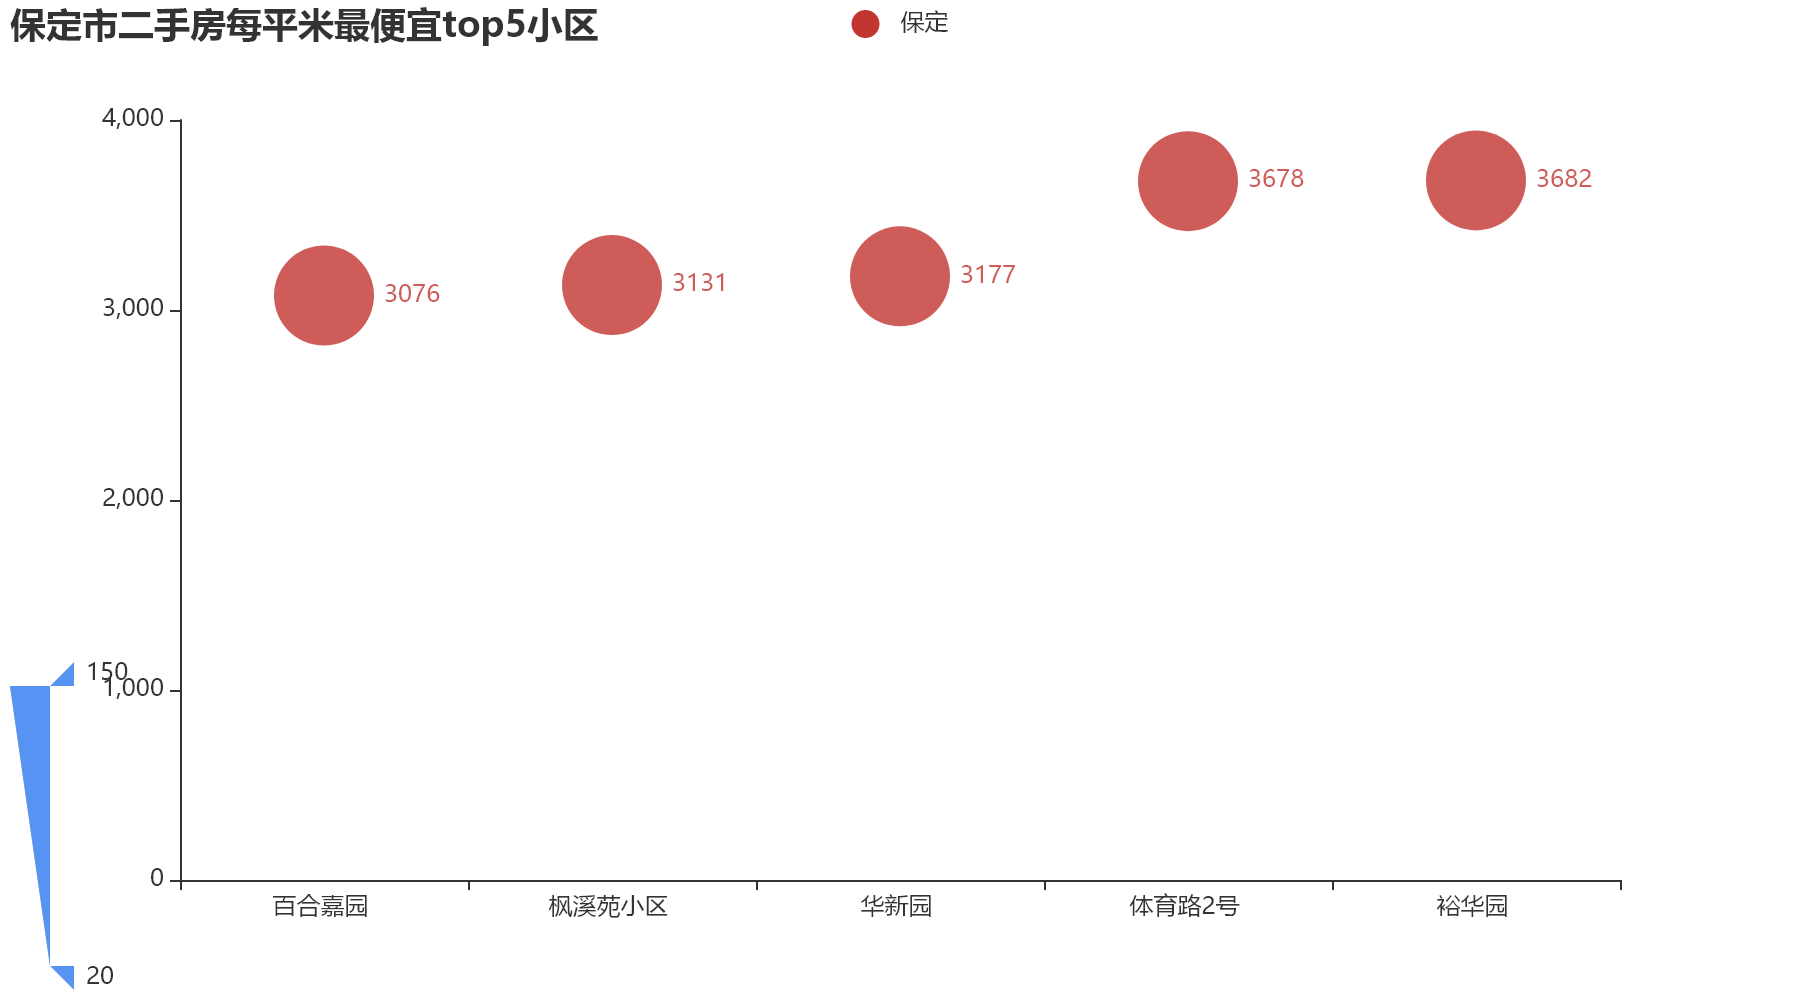 保定市二手房每平米最便宜top5小区
保定
4,000
3,000
2,000
1,000
0
3076
3131
3177
3678
3682
百合嘉园
枫溪苑小区
华新园
体育路2号
裕华园
150
20